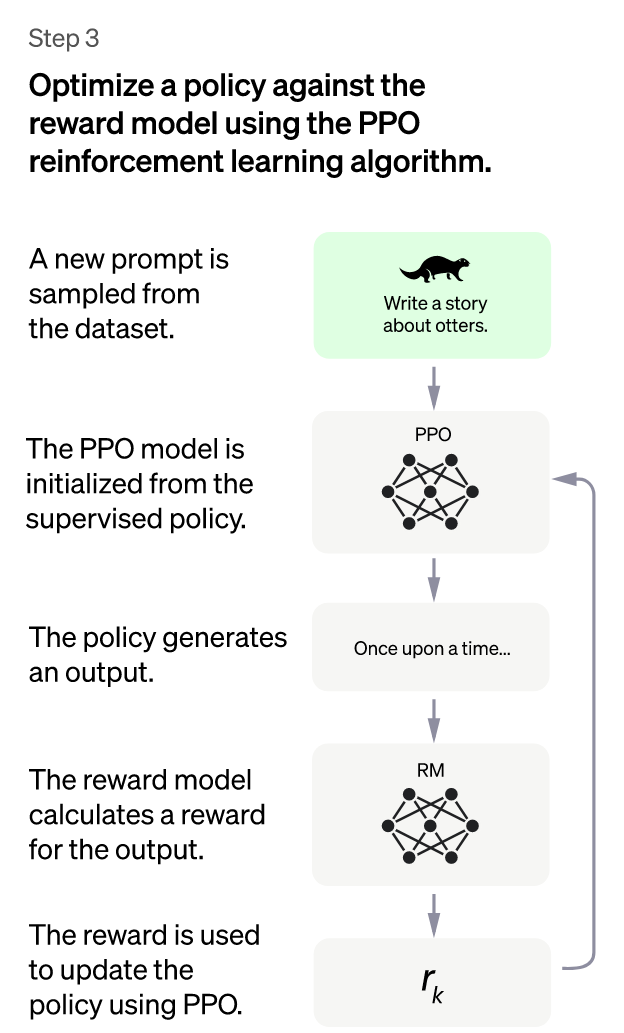 Step 3
Optimize a policy against the
reward model using the PPO
reinforcement learning algorithm.
A new prompt is
sampled from
the dataset.
Write a story
about otters.
The PPO model is
initialized from the
supervised policy.
PPO
The policy generates
an output.
Once upon a time...
The reward model
calculates a reward
for the output.
RM
The reward is used
to update the
policy using PPO.
r_k